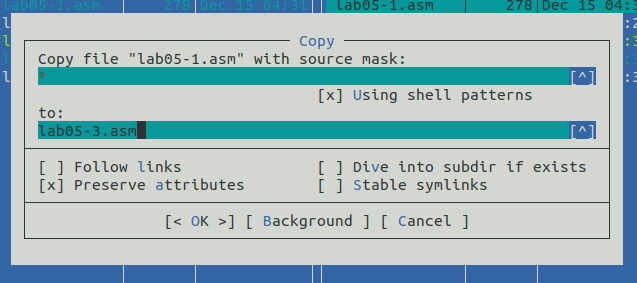 lab05-1.asm 278 Dec 15 04:31 lab05-1.asm 278 Dec 15 04:3
Copy
Copy file "lab05-1.asm" with source mask:
* [^]
[x] Using shell patterns
to:
lab05-3.asm [^]
[ ] Follow links [ ] Dive into subdir if exists
[x] Preserve attributes [ ] Stable symlinks
[< OK >] [ Background ] [ Cancel ]